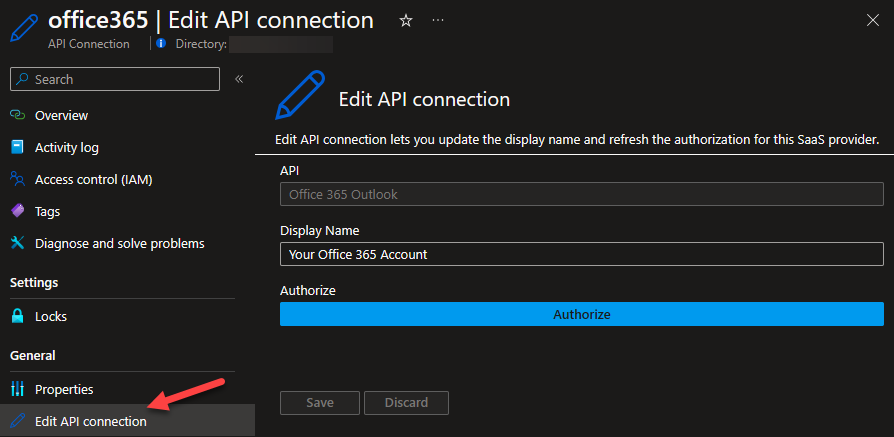 office365 | Edit API connection
API Connection
Directory:
Search
Overview
Activity log
Access control (IAM)
Tags
Diagnose and solve problems
Settings
Locks
General
Properties
Edit API connection
Edit API connection
Edit API connection lets you update the display name and refresh the authorization for this SaaS provider.
API
Office 365 Outlook
Display Name
Your Office 365 Account
Authorize
Authorize
Save Discard